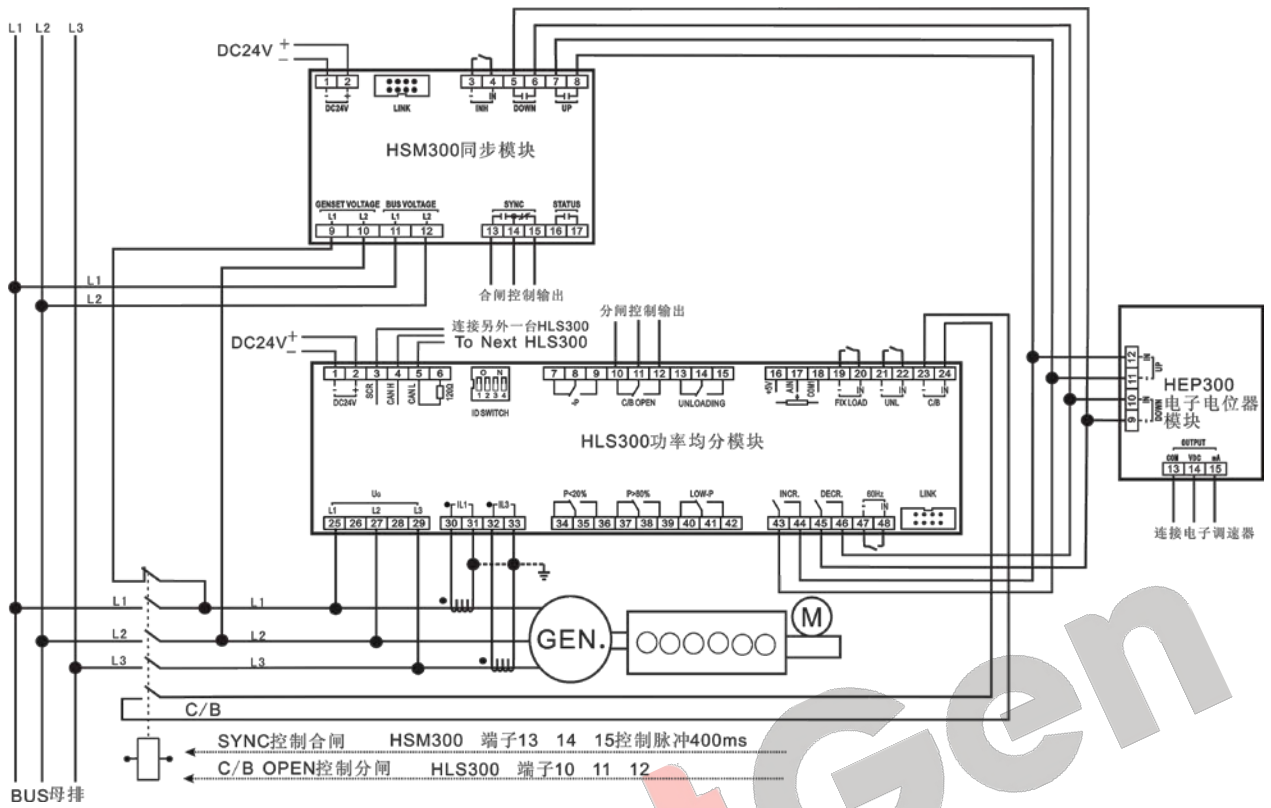 L1 L2 L3
DC24V + −
1 2 3 4 5 6 7 8
- + - IN
DC24V LINK INH DOWN UP
HSM300同步模块
GENSET VOLTAGE BUS VOLTAGE SYNC STATUS
L1 L2 L1 L2
9 10 11 12 13 14 15 16 17
L1
L2
合闸控制输出
分闸控制输出
连接另外一台HLS300
To Next HLS300
DC24V + −
1 2 3 4 5 6 7 8 9 10 11 12 13 14 15 16 17 18 19 20 21 22 23 24
- + SCR CAN H CAN L 120Ω O N 1 2 3 4 +5V AIN COM1 - IN - IN - IN
DC24V ID SWITCH -P C/B OPEN UNLOADING FIX LOAD UNL C/B
HLS300功率均分模块
UG IL1 IL3 P<20% P>80% LOW-P INCR. DECR. 60Hz LINK
L1 L2 L3 - IN
25 26 27 28 29 30 31 32 33 34 35 36 37 38 39 40 41 42 43 44 45 46 47 48
12 IN
11 - UP
10 IN
9 - DOWN
HEP300
电子电位器
模块
OUTPUT
COM VDC mA
13 14 15
连接电子调速器
L1 L1
L2 L2
L3 L3
GEN.
M
C/B
SYNC控制合闸 HSM300 端子13 14 15控制脉冲400ms
C/B OPEN控制分闸 HLS300 端子10 11 12
BUS母排
Gen